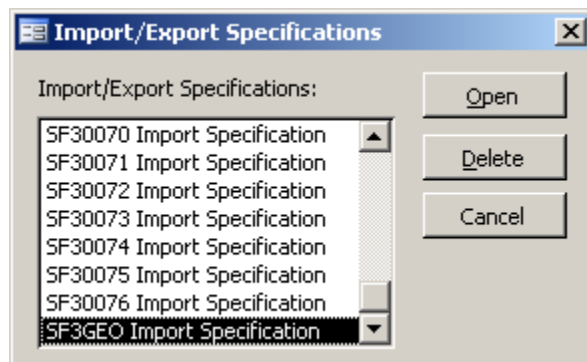 Import/Export Specifications
Import/Export Specifications:
SF30070 Import Specification
SF30071 Import Specification
SF30072 Import Specification
SF30073 Import Specification
SF30074 Import Specification
SF30075 Import Specification
SF30076 Import Specification
SF3GEO Import Specification
Open
Delete
Cancel